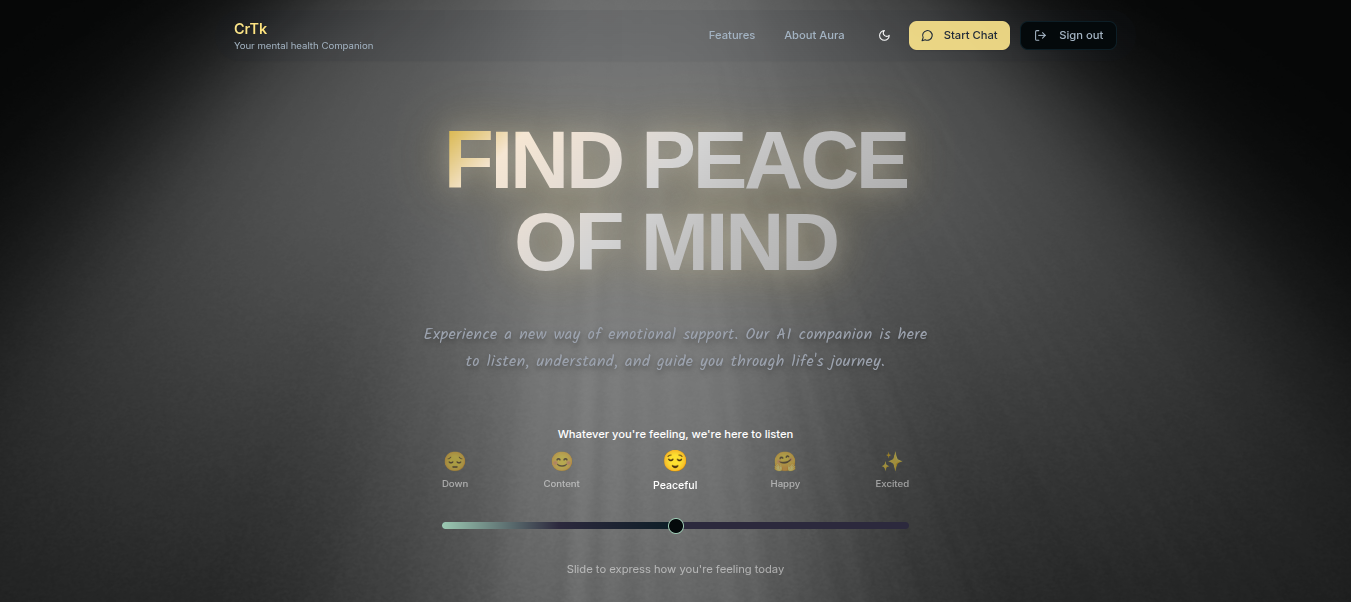 CrTk
Your mental health Companion
Features
About Aura
Start Chat
Sign out
FIND PEACE
OF MIND
Experience a new way of emotional support. Our AI companion is here
to listen, understand, and guide you through life's journey.
Whatever you're feeling, we're here to listen
Down
Content
Peaceful
Happy
Excited
Slide to express how you're feeling today